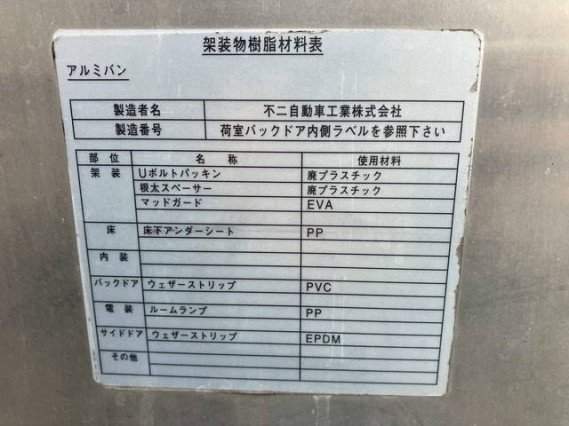 架装物樹脂材料表
アルミバン
製造者名 不二自動車工業株式会社
製造番号 荷室バックドア内側ラベルを参照下さい
部位 名称 使用材料
架装 Uボルトパッキン 廃プラスチック
根太スペーサー 廃プラスチック
マッドガード EVA
床 床下アンダーシート PP
内装
バックドア ウェザーストリップ PVC
電装 ルームランプ PP
サイドドア ウェザーストリップ EPDM
その他